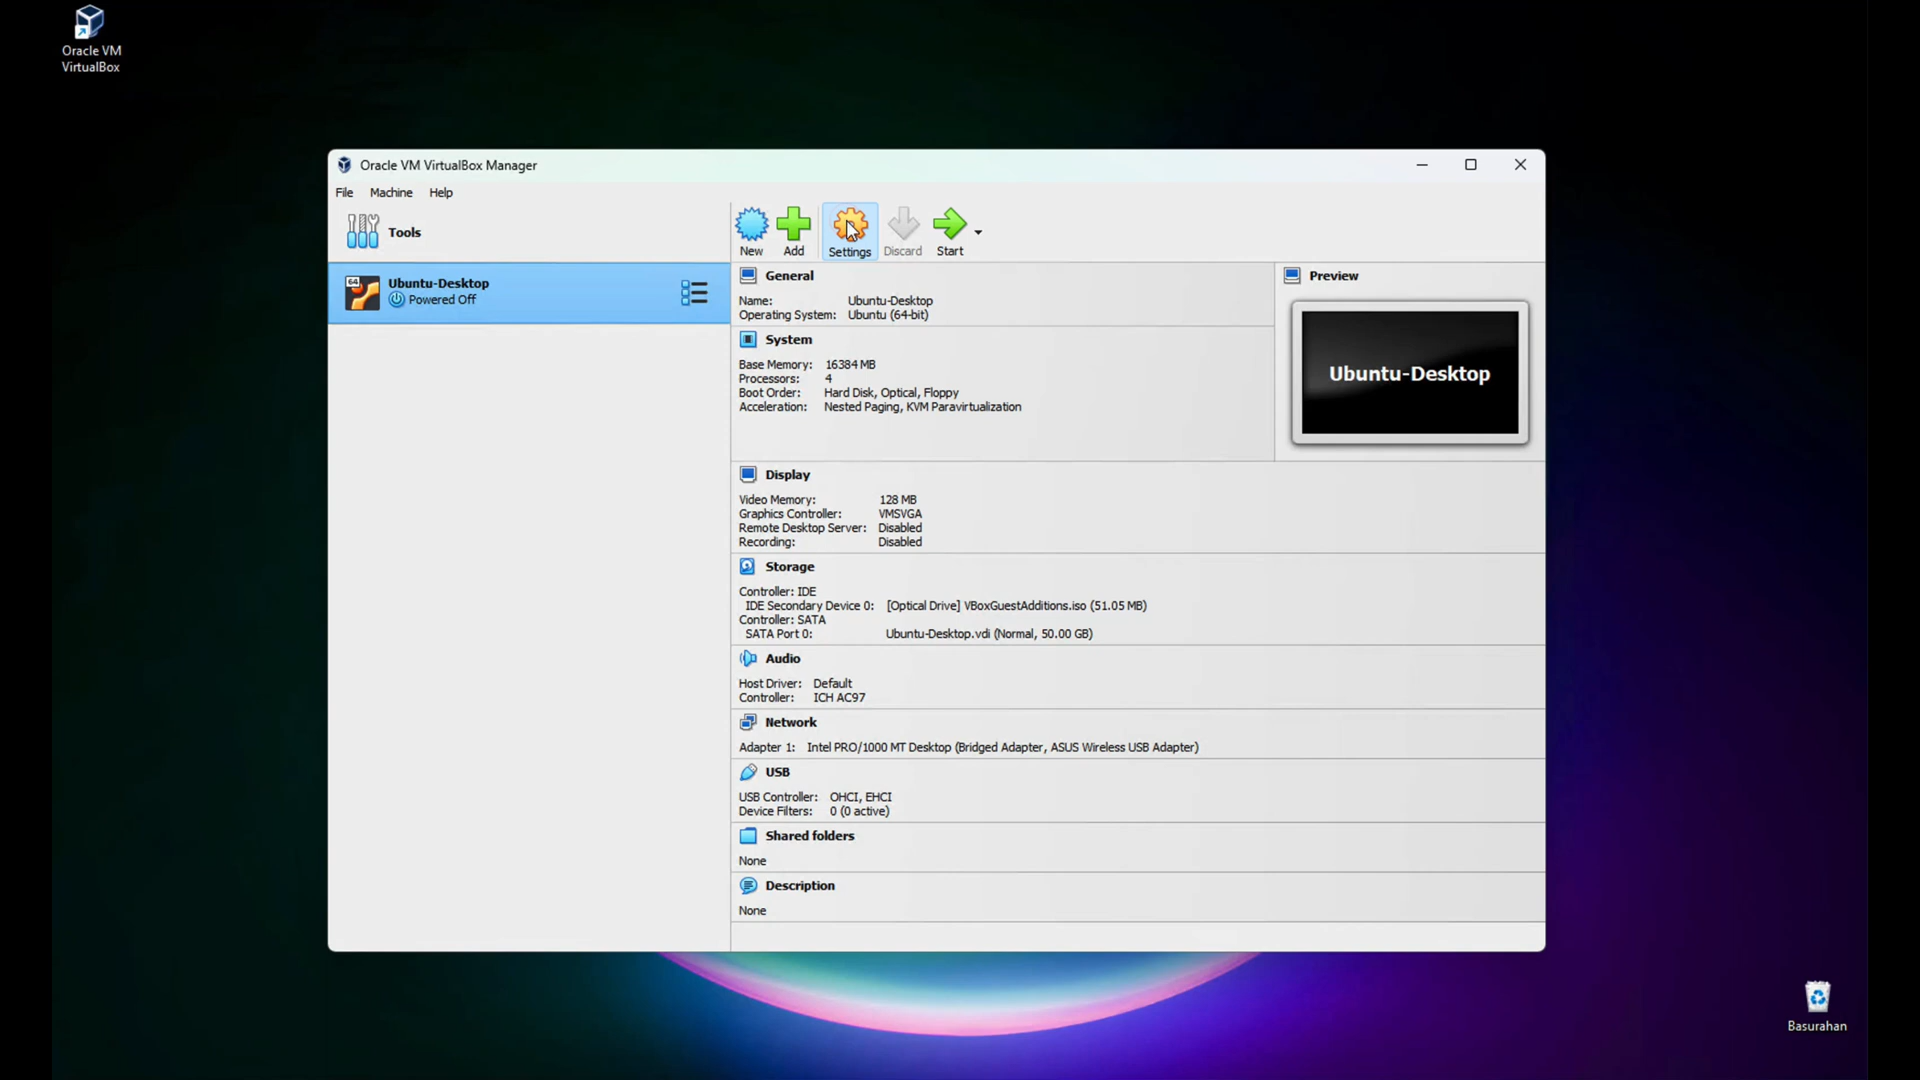 Oracle VM
VirtualBox
Oracle VM VirtualBox Manager
File Machine Help
Tools
New Add Settings Discard Start
64
Ubuntu-Desktop
Powered Off
General
Name: Ubuntu-Desktop
Operating System: Ubuntu (64-bit)
System
Base Memory: 16384 MB
Processors: 4
Boot Order: Hard Disk, Optical, Floppy
Acceleration: Nested Paging, KVM Paravirtualization
Preview
Ubuntu-Desktop
Display
Video Memory: 128 MB
Graphics Controller: VMSVGA
Remote Desktop Server: Disabled
Recording: Disabled
Storage
Controller: IDE
IDE Secondary Device 0: [Optical Drive] VBoxGuestAdditions.iso (51.05 MB)
Controller: SATA
SATA Port 0: Ubuntu-Desktop.vdi (Normal, 50.00 GB)
Audio
Host Driver: Default
Controller: ICH AC97
Network
Adapter 1: Intel PRO/1000 MT Desktop (Bridged Adapter, ASUS Wireless USB Adapter)
USB
USB Controller: OHCI, EHCI
Device Filters: 0 (0 active)
Shared folders
None
Description
None
Basurahan